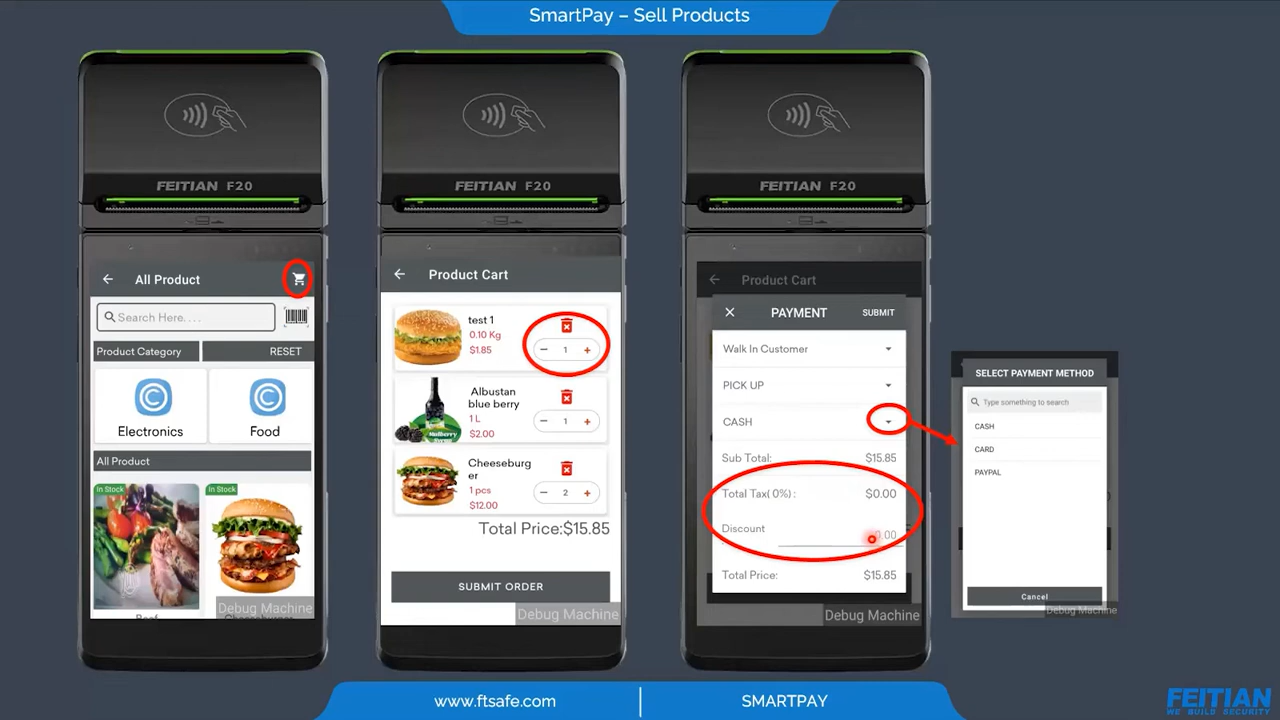 SmartPay – Sell Products
FEITIAN F20
All Product
Search Here. . . .
Product Category
RESET
Electronics
Food
All Product
In Stock
In Stock
Debug Machine
FEITIAN F20
Product Cart
test 1
0.10 Kg
$1.85
1
Albustan
blue berry
1 L
$2.00
1
Mulberry
Cheeseburg
er
1 pcs
$12.00
2
Total Price:$15.85
SUBMIT ORDER
Debug Machine
FEITIAN F20
Product Cart
PAYMENT
SUBMIT
Walk In Customer
PICK UP
CASH
Sub Total:
$15.85
Total Tax( 0%) :
$0.00
Discount
0.00
Total Price:
$15.85
Debug Machine
SELECT PAYMENT METHOD
Type something to search
CASH
CARD
PAYPAL
Cancel
Debug Machine
www.ftsafe.com
SMARTPAY
FEITIAN
WE BUILD SECURITY